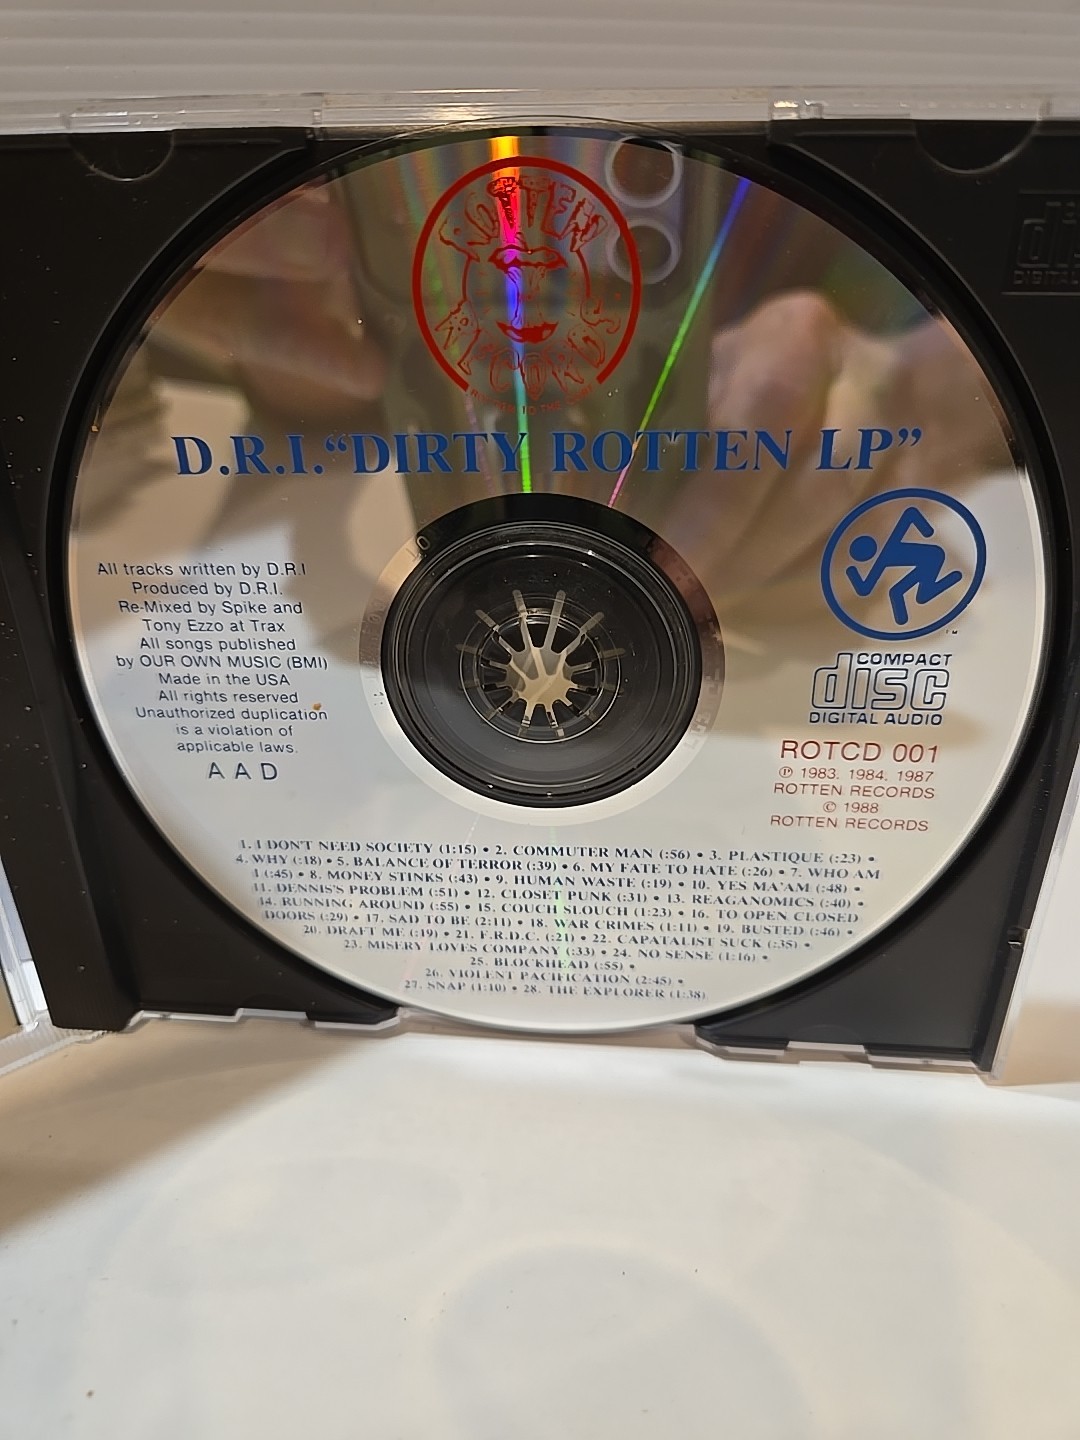 ROTTEN
RECORDS
D.R.I. “DIRTY ROTTEN LP”
All tracks written by D.R.I
Produced by D.R.I.
Re-Mixed by Spike and
Tony Ezzo at Trax
All songs published
by OUR OWN MUSIC (BMI)
Made in the USA
All rights reserved
Unauthorized duplication
is a violation of
applicable laws.
A A D
TM
COMPACT
disc
DIGITAL AUDIO
ROTCD 001
℗ 1983. 1984. 1987
ROTTEN RECORDS
© 1988
ROTTEN RECORDS
1. I DON'T NEED SOCIETY (1:15) • 2. COMMUTER MAN (:56) • 3. PLASTIQUE (:23) •
4. WHY (:18) • 5. BALANCE OF TERROR (:39) • 6. MY FATE TO HATE (:26) • 7. WHO AM
I (:45) • 8. MONEY STINKS (:43) • 9. HUMAN WASTE (:19) • 10. YES MA'AM (:48) •
11. DENNIS'S PROBLEM (:51) • 12. CLOSET PUNK (:31) • 13. REAGANOMICS (:40) •
14. RUNNING AROUND (:55) • 15. COUCH SLOUCH (1:23) • 16. TO OPEN CLOSED
DOORS (:29) • 17. SAD TO BE (2:11) • 18. WAR CRIMES (1:11) • 19. BUSTED (:46) •
20. DRAFT ME (:19) • 21. F.R.D.C. (:21) • 22. CAPATALIST SUCK (:35) •
23. MISERY LOVES COMPANY (:33) • 24. NO SENSE (1:16) •
25. BLOCKHEAD (:55) •
26. VIOLENT PACIFICATION (2:45) •
27. SNAP (1:10) • 28. THE EXPLORER (1:38)